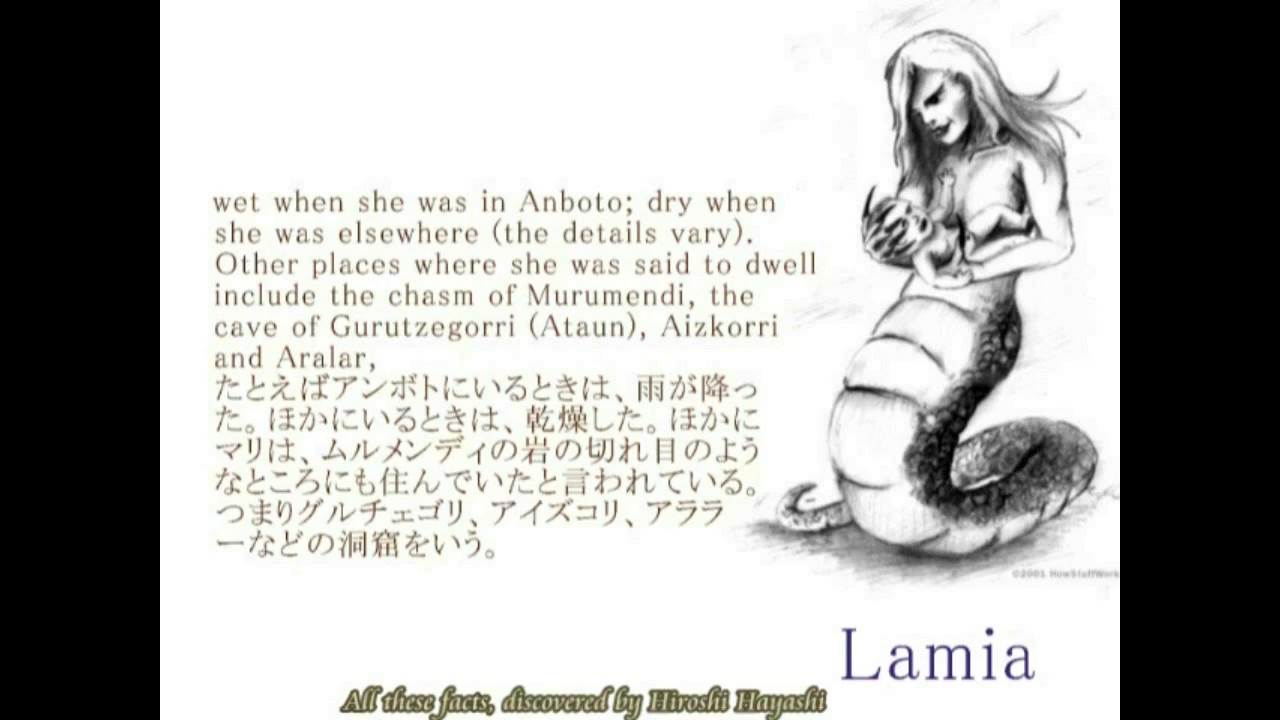 wet when she was in Anboto; dry when
she was elsewhere (the details vary).
Other places where she was said to dwell
include the chasm of Murumendi, the
cave of Gurutzegorri (Ataun), Aizkorri
and Aralar,
たとえばアンボトにいるときは、雨が降っ
た。ほかにいるときは、乾燥した。ほかに
マリは、ムルメンディの岩の切れ目のよう
なところにも住んでいたと言われている。
つまりグルチェゴリ、アイズコリ、アララ
ーなどの洞窟をいう。
©2001 HowStuffWork
Lamia
All these facts, discovered by Hiroshi Hayashi